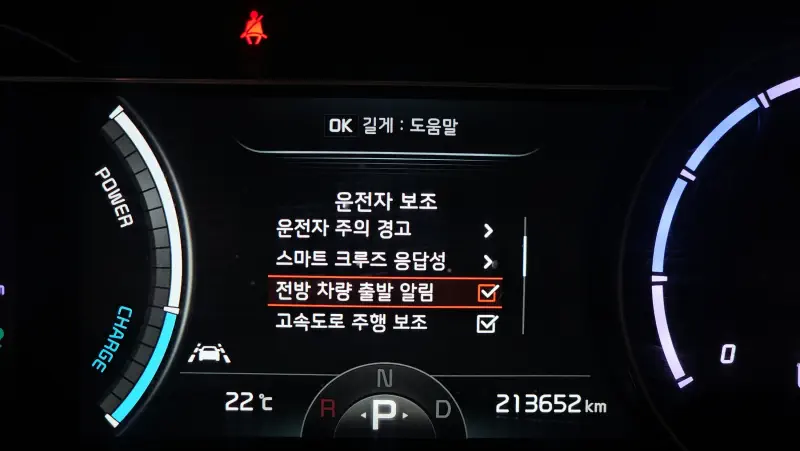 OK 길게 : 도움말
운전자 보조
운전자 주의 경고
스마트 크루즈 응답성
전방 차량 출발 알림
고속도로 주행 보조
POWER
CHARGE
22℃
R
N
P
D
213652 km
0